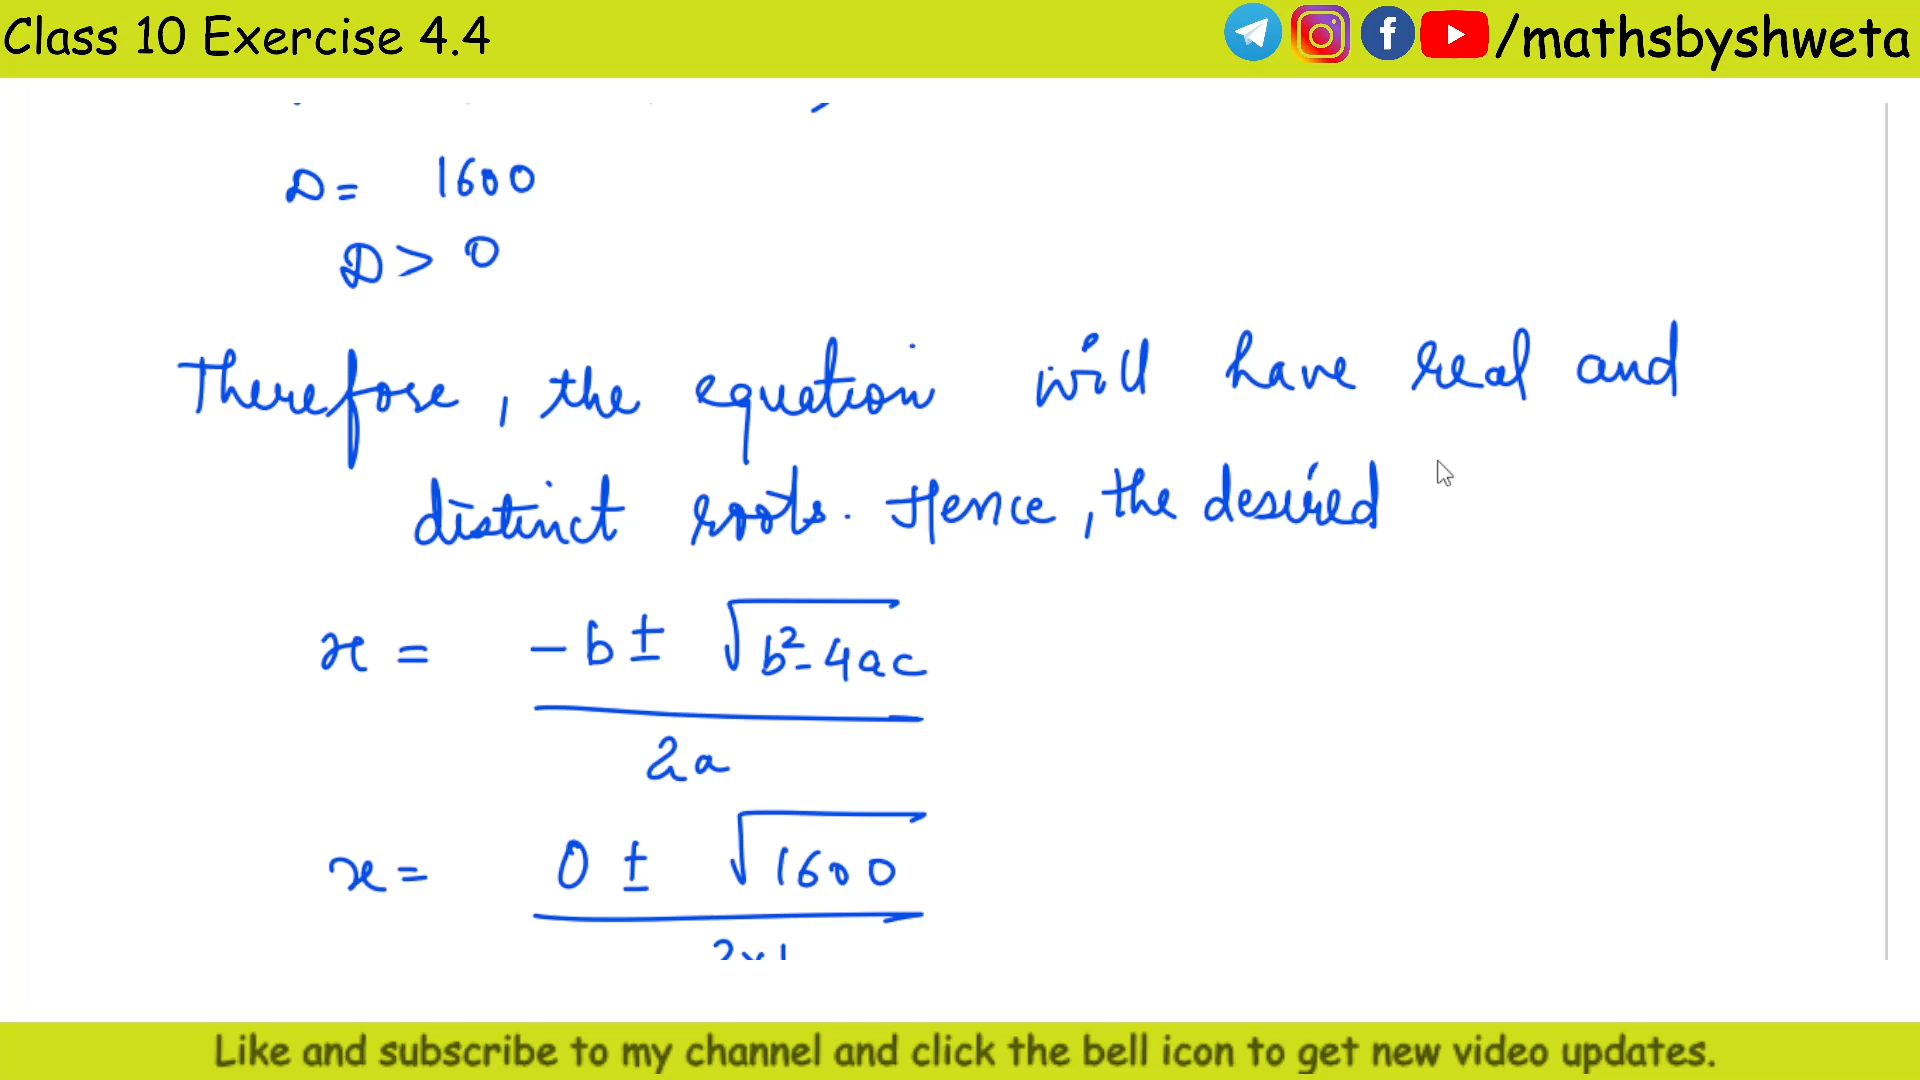 Class 10 Exercise 4.4
/mathsbyshweta
D = 1600
D > 0
Therefore, the equation will have real and
distinct roots. Hence, the desired
x = -b ± √b²-4ac
2a
x = 0 ± √1600
2×1
Like and subscribe to my channel and click the bell icon to get new video updates.